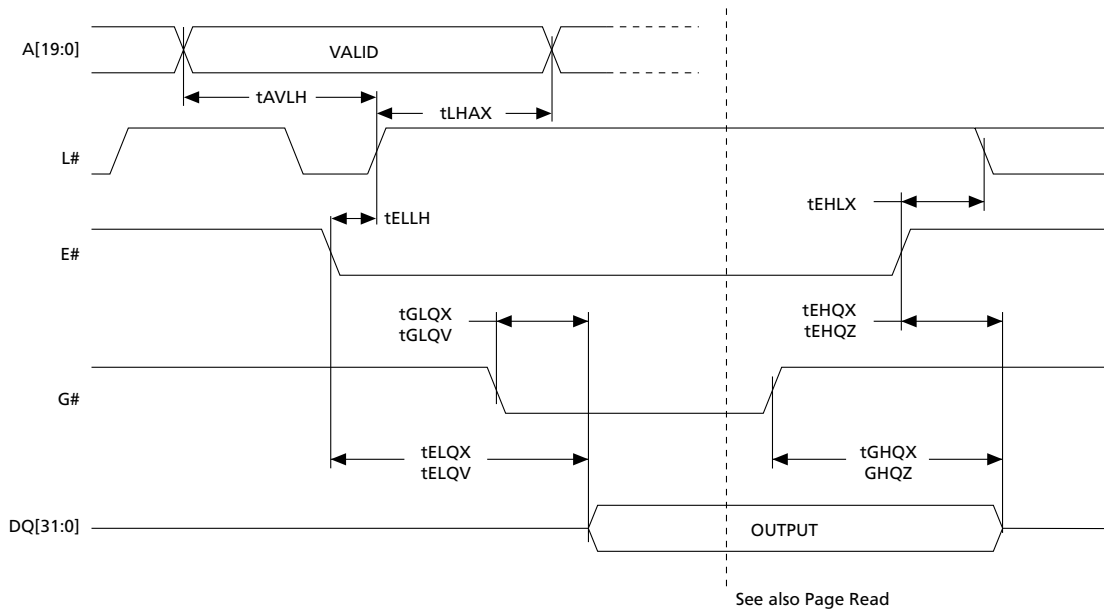 A[19:0]
VALID
tAVLH
tLHAX
L#
tEHLX
tELLH
E#
tGLQX
tGLQV
tEHQX
tEHQZ
G#
tELQX
tELQV
tGHQX
GHQZ
DQ[31:0]
OUTPUT
See also Page Read